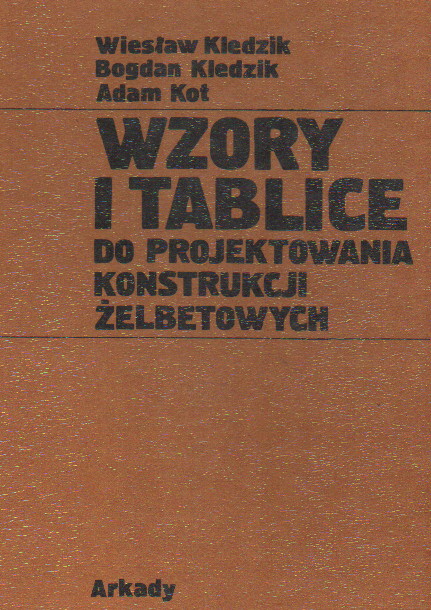 Wiesław Kledzik
Bogdan Kledzik
Adam Kot
WZORY
I TABLICE
DO PROJEKTOWANIA
KONSTRUKCJI
ŻELBETOWYCH
Arkady